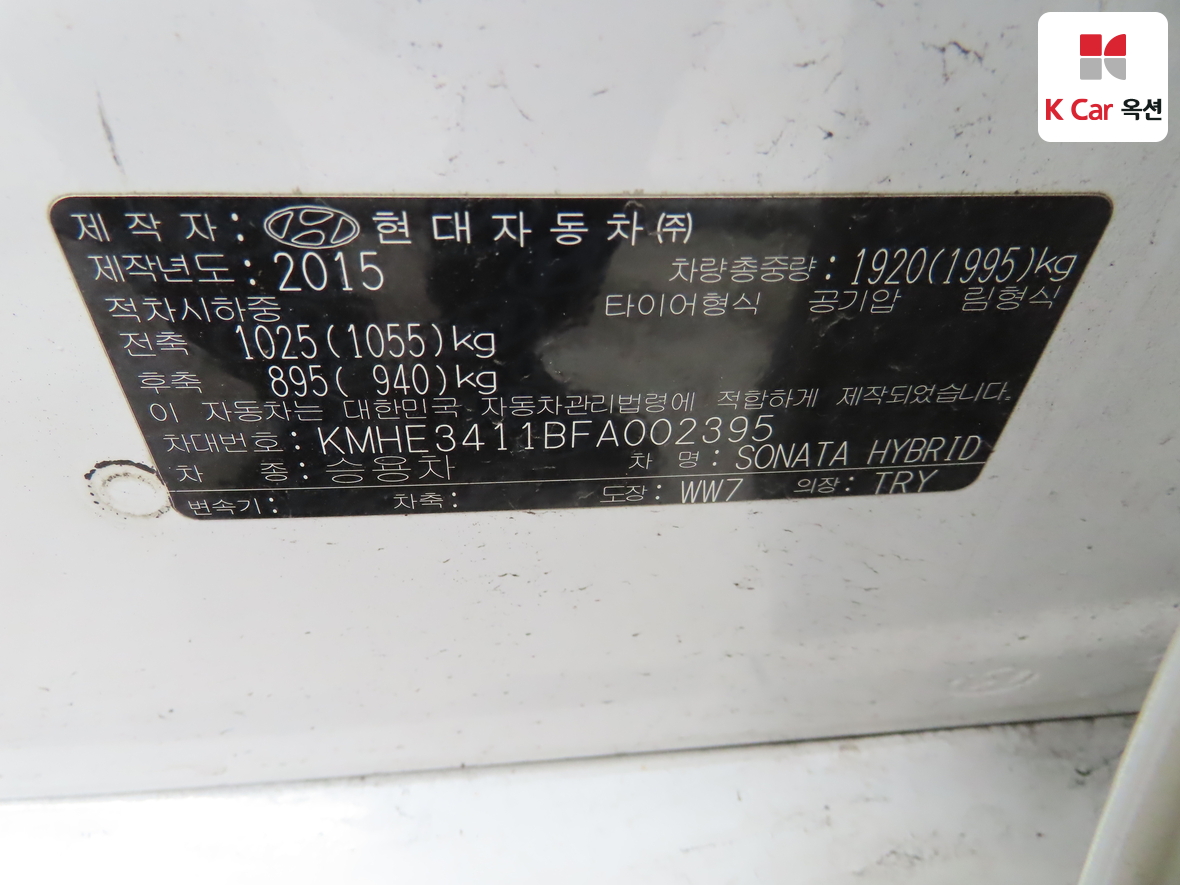 K Car 옥션
제 작 자 : 현 대 자 동 차 ㈜
제작년도 : 2015 차량총중량 : 1920(1995)kg
적차시하중 타이어형식 공기압 림형식
전축 1025(1055)kg
후축 895( 940)kg
이 자동차는 대한민국 자동차관리법령에 적합하게 제작되었습니다.
차대번호 : KMHE3411BFA002395
차 종 : 승용차 차 명 : SONATA HYBRID
변속기 : 차축 : 도장 : WW7 의장 : TRY